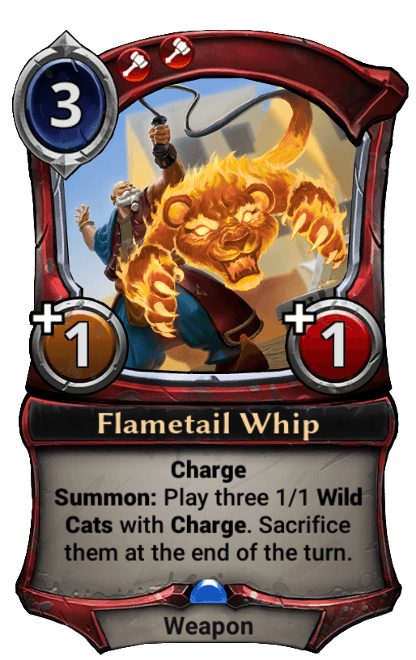 3
+1
+1
Flametail Whip
Charge
Summon: Play three 1/1 Wild
Cats with Charge. Sacrifice
them at the end of the turn.
Weapon